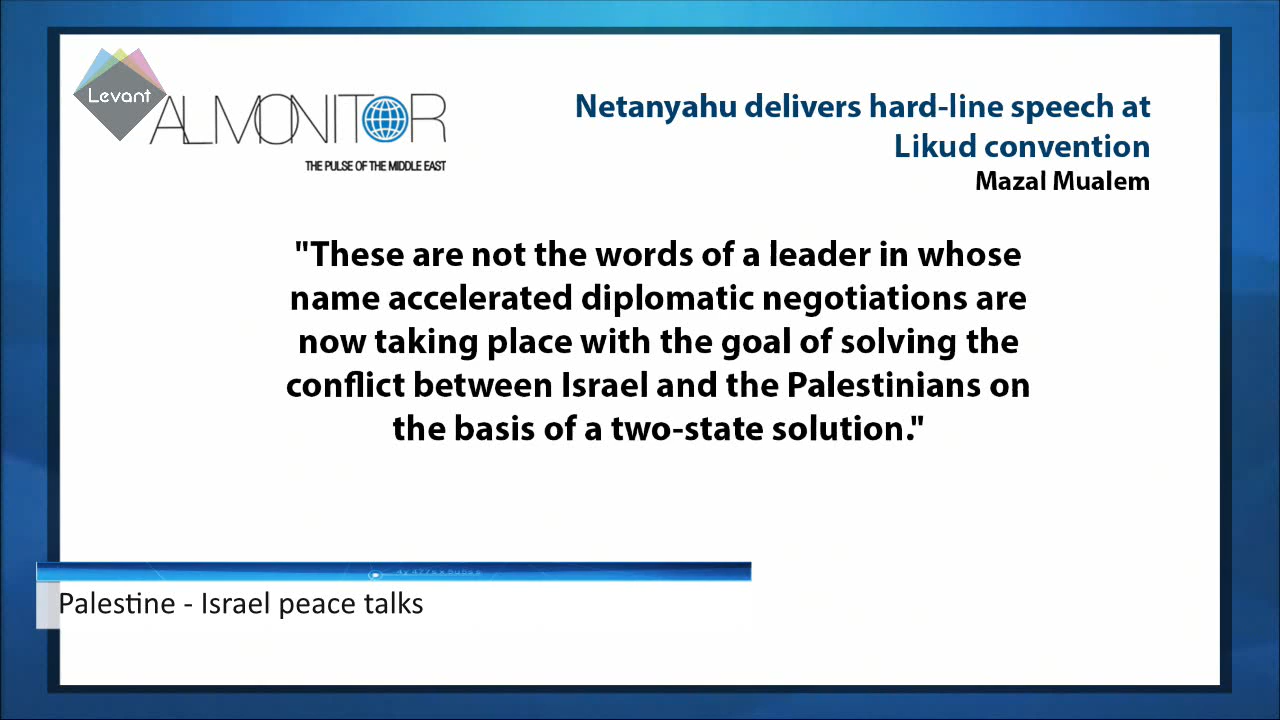 Levant
ALMONITOR
THE PULSE OF THE MIDDLE EAST
Netanyahu delivers hard-line speech at
Likud convention
Mazal Mualem
"These are not the words of a leader in whose
name accelerated diplomatic negotiations are
now taking place with the goal of solving the
conflict between Israel and the Palestinians on
the basis of a two-state solution."
Palestine - Israel peace talks